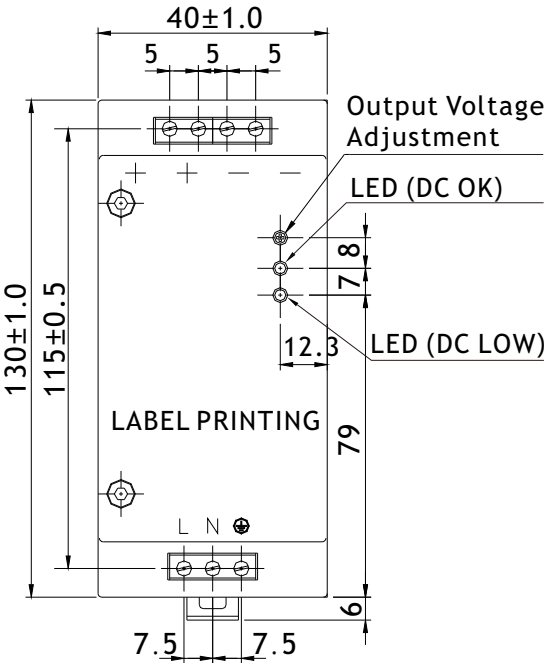 40±1.0
5 5 5
Output Voltage
Adjustment
+ + − −
LED (DC OK)
8
7
130±1.0
115±0.5
12.3
LED (DC LOW)
LABEL PRINTING
79
L N
6
7.5 7.5